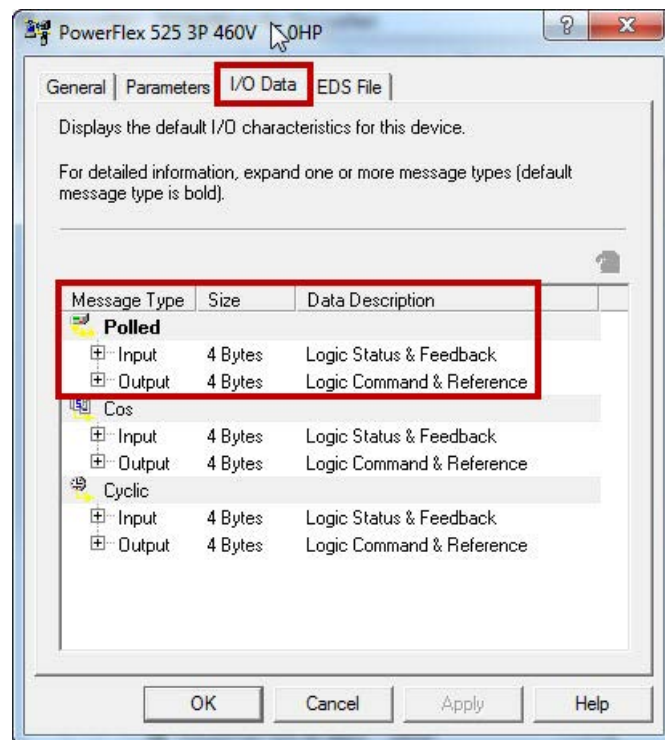 PowerFlex 525 3P 460V .0HP
General Parameters I/O Data EDS File
Displays the default I/O characteristics for this device.
For detailed information, expand one or more message types (default
message type is bold).
Message Type Size Data Description
Polled
Input 4 Bytes Logic Status & Feedback
Output 4 Bytes Logic Command & Reference
Cos
Input 4 Bytes Logic Status & Feedback
Output 4 Bytes Logic Command & Reference
Cyclic
Input 4 Bytes Logic Status & Feedback
Output 4 Bytes Logic Command & Reference
OK Cancel Apply Help